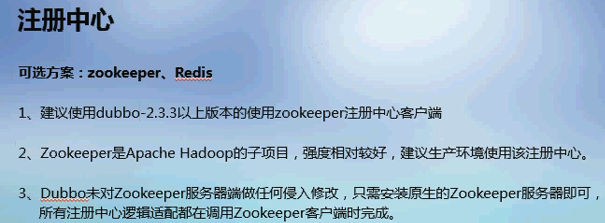 注册中心
可选方案：zookeeper、Redis
1、建议使用dubbo-2.3.3以上版本的使用zookeeper注册中心客户端
2、Zookeeper是Apache Hadoop的子项目，强度相对较好，建议生产环境使用该注册中心。
3、Dubbo未对Zookeeper服务器端做任何侵入修改，只需安装原生的Zookeeper服务器即可，
所有注册中心逻辑适配都在调用Zookeeper客户端时完成。